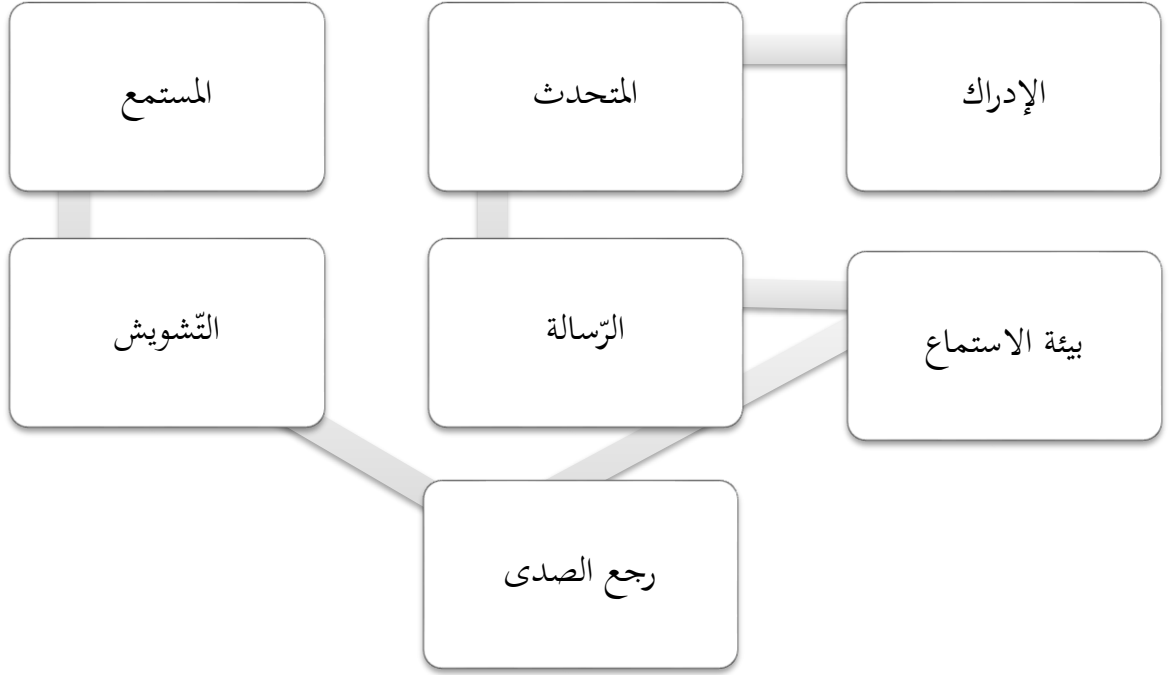 الإدراك
المتحدث
المستمع
بيئة الاستماع
الرّسالة
التّشويش
رجع الصدى